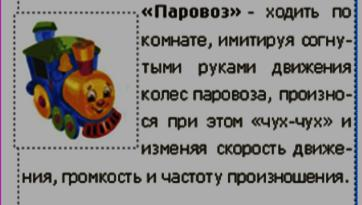 «Паровоз» - ходить по
комнате, имитируя согну-
тыми руками движения
колес паровоза, произно-
ся при этом «чух-чух» и
изменяя скорость движе-
ния, громкость и частоту произношения.